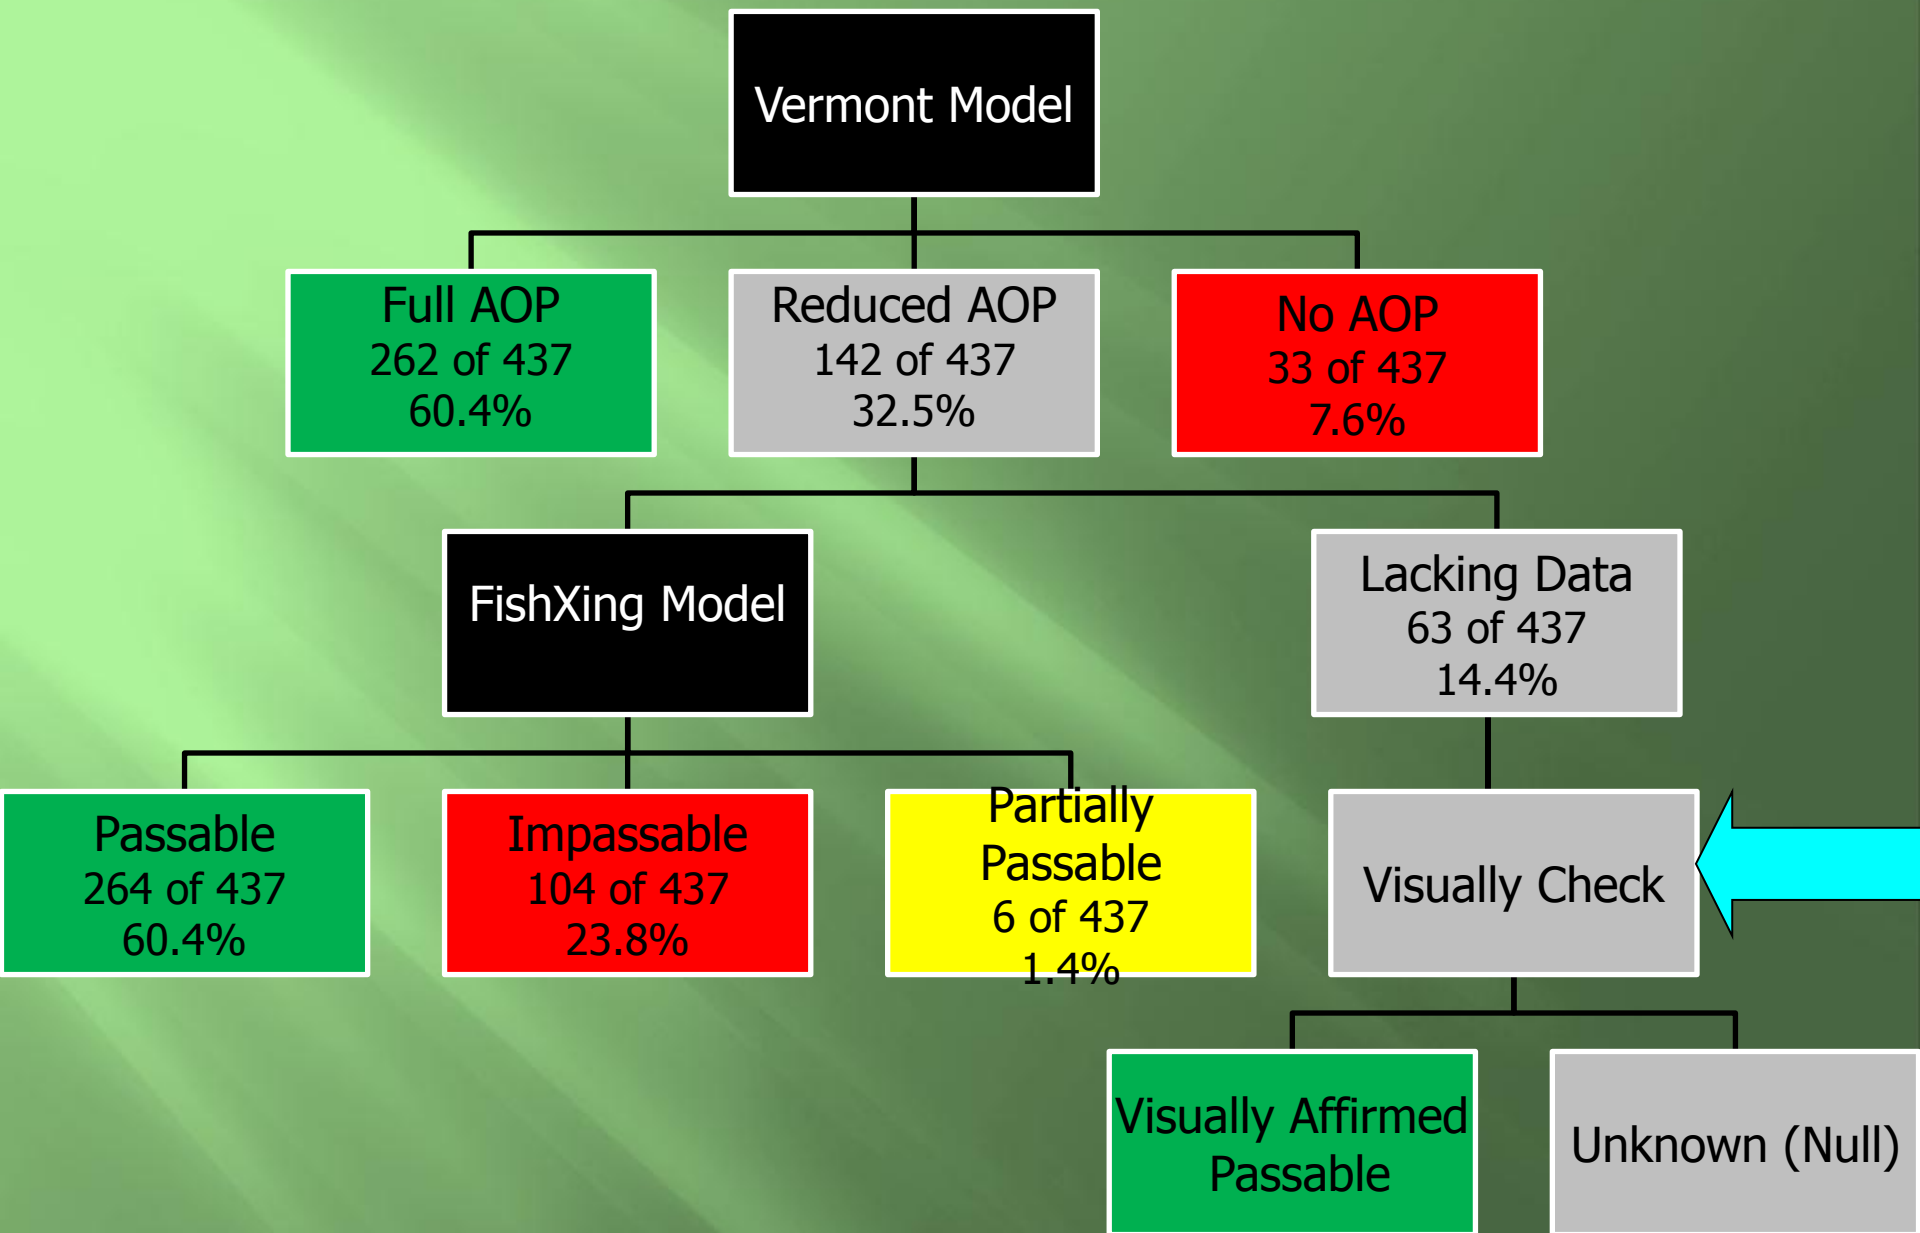 Vermont Model
Full AOP
262 of 437
60.4%
Reduced AOP
142 of 437
32.5%
No AOP
33 of 437
7.6%
FishXing Model
Lacking Data
63 of 437
14.4%
Passable
264 of 437
60.4%
Impassable
104 of 437
23.8%
Partially
Passable
6 of 437
1.4%
Visually Check
Visually Affirmed
Passable
Unknown (Null)